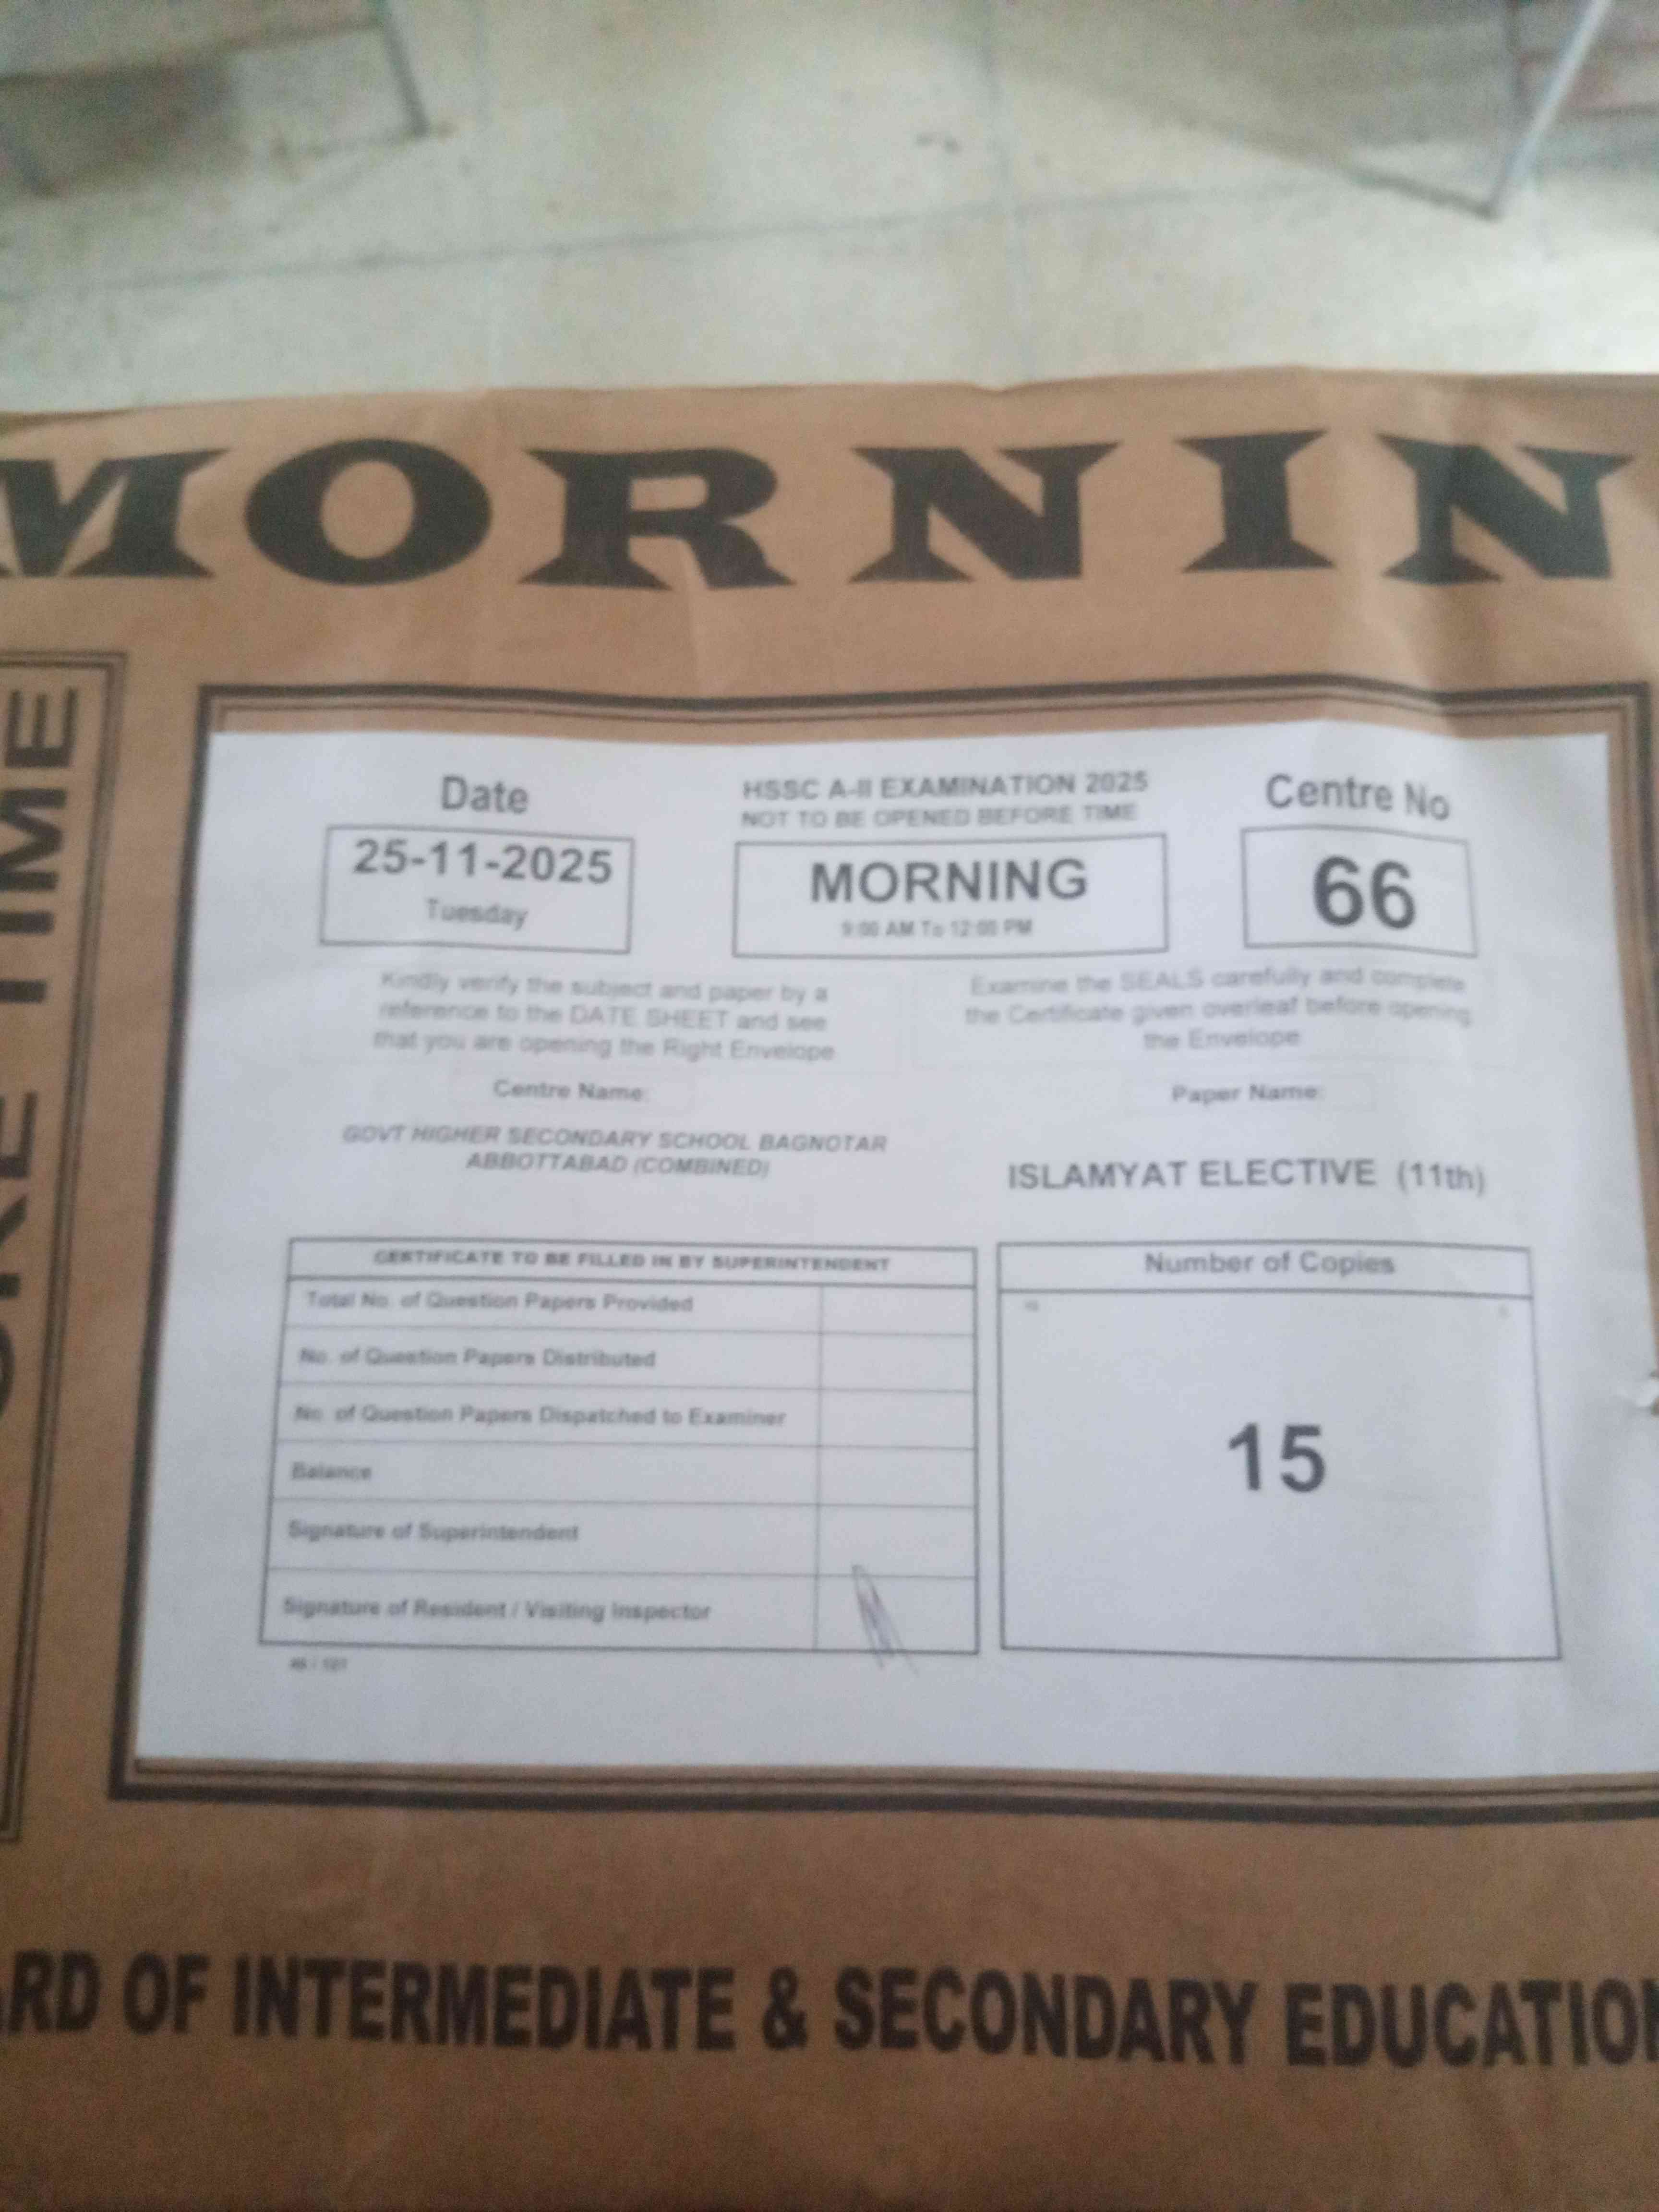 MORNIN
ORE TIME
Date
25-11-2025
Tuesday
HSSC A-II EXAMINATION 2025
NOT TO BE OPENED BEFORE TIME
MORNING
9:00 AM To 12:00 PM
Centre No
66
Kindly verify the subject and paper by a
reference to the DATE SHEET and see
that you are opening the Right Envelope
Examine the SEALS carefully and complete
the Certificate given overleaf before opening
the Envelope
Centre Name:
GOVT HIGHER SECONDARY SCHOOL BAGNOTAR
ABBOTTABAD (COMBINED)
Paper Name:
ISLAMYAT ELECTIVE (11th)
CERTIFICATE TO BE FILLED IN BY SUPERINTENDENT
Total No. of Question Papers Provided
No. of Question Papers Distributed
No. of Question Papers Dispatched to Examiner
Balance
Signature of Superintendent
Signature of Resident / Visiting Inspector
Number of Copies
15
ARD OF INTERMEDIATE & SECONDARY EDUCATION